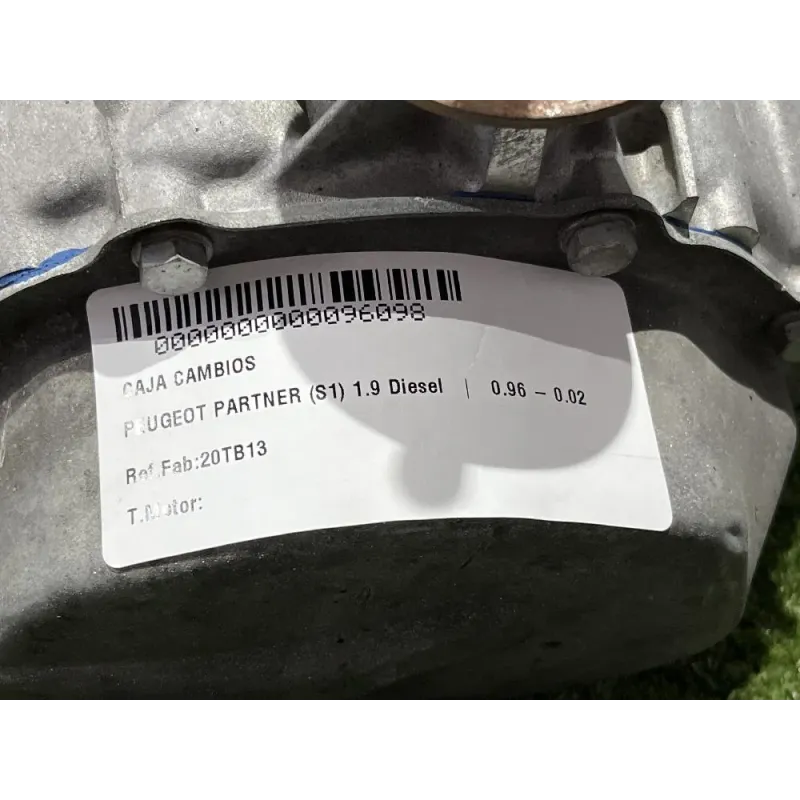 0000000000096098
CAJA CAMBIOS
PEUGEOT PARTNER (S1) 1.9 Diesel | 0.96 – 0.02
Ref.Fab:20TB13
T.Motor: